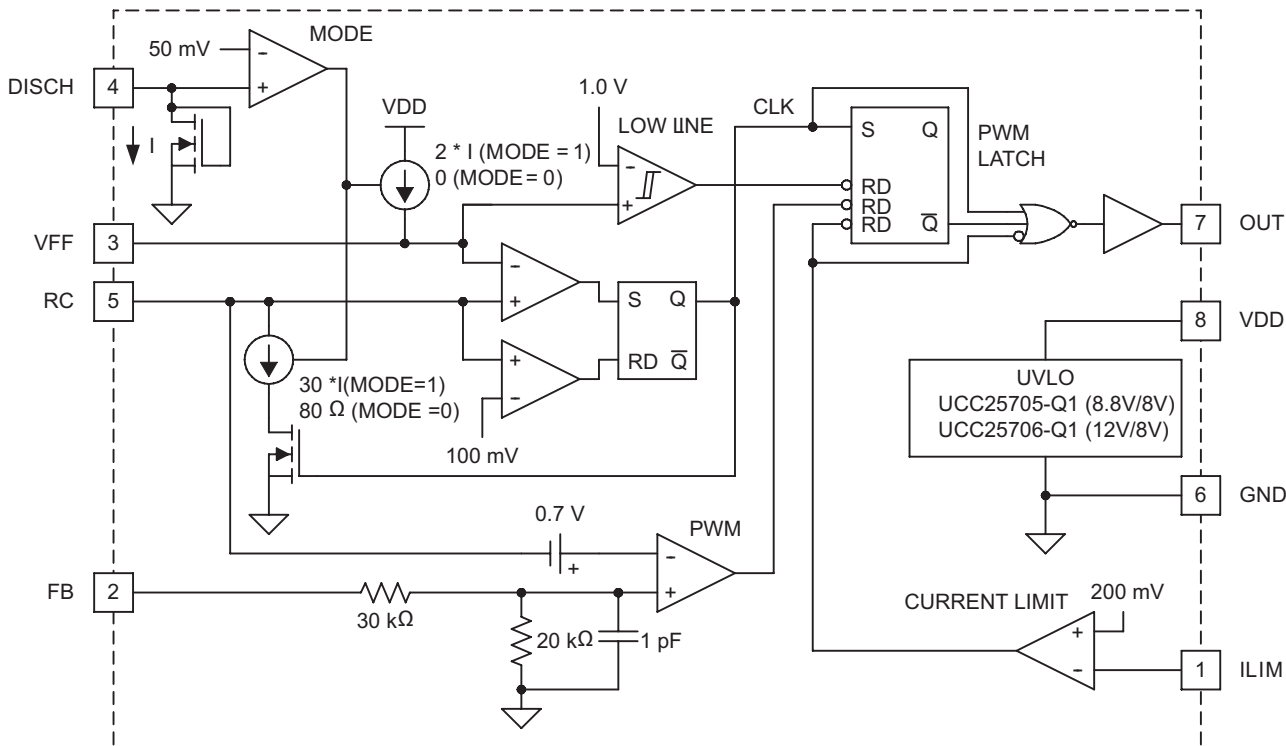 MODE
50 mV
-
+
DISCH
4
I
VDD
2 * I (MODE = 1)
0 (MODE = 0)
1.0 V
LOW LINE
-
+
CLK
S
Q
RD
RD
RD
Q
PWM
LATCH
7
OUT
VFF
3
RC
5
-
+
+
-
S
Q
RD
Q
30 *I(MODE=1)
80 Ω (MODE =0)
100 mV
8
VDD
UVLO
UCC25705-Q1 (8.8V/8V)
UCC25706-Q1 (12V/8V)
6
GND
0.7 V
+
PWM
-
+
FB
2
30 kΩ
20 kΩ
1 pF
CURRENT LIMIT
200 mV
+
-
1
ILIM